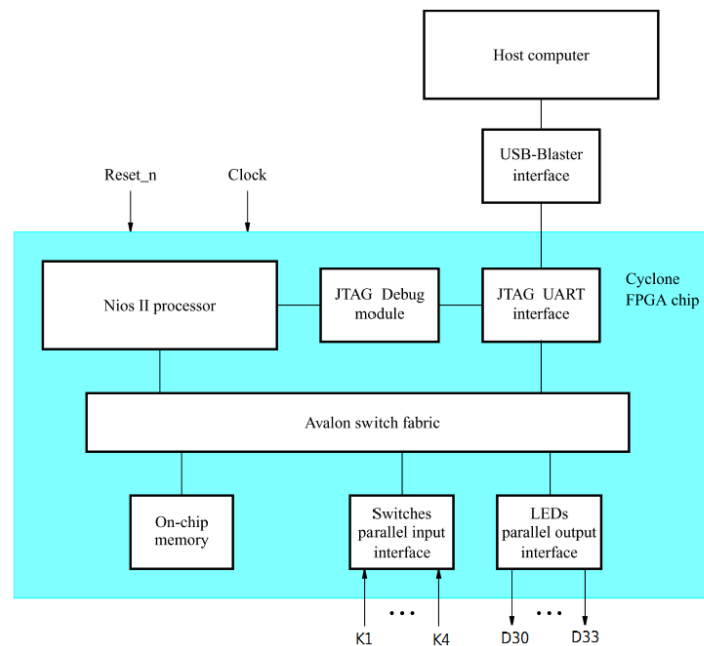 Host computer
USB-Blaster
interface
Reset_n
Clock
Nios II processor
JTAG Debug
module
JTAG UART
interface
Cyclone
FPGA chip
Avalon switch fabric
On-chip
memory
Switches
parallel input
interface
LEDs
parallel output
interface
K1
•••
K4
D30
•••
D33